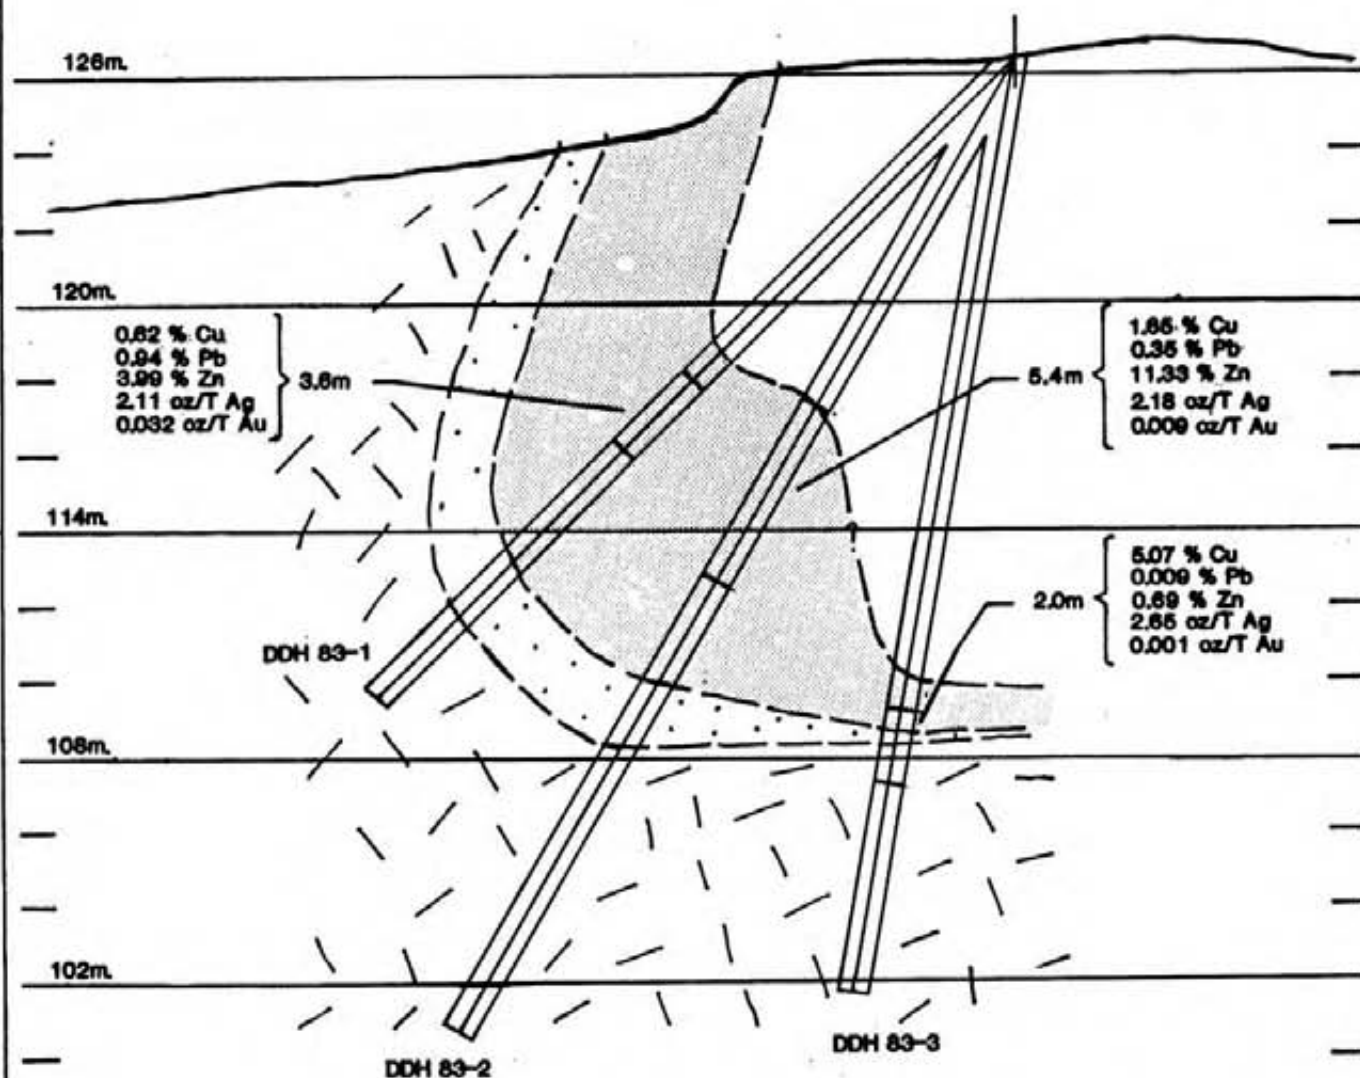 126m.
120m.
0.62 % Cu
0.94 % Pb
3.99 % Zn
2.11 oz/T Ag
0.032 oz/T Au
3.6m
5.4m
1.65 % Cu
0.35 % Pb
11.33 % Zn
2.18 oz/T Ag
0.009 oz/T Au
114m.
2.0m
5.07 % Cu
0.009 % Pb
0.69 % Zn
2.65 oz/T Ag
0.001 oz/T Au
DDH 83-1
108m.
102m.
DDH 83-2
DDH 83-3